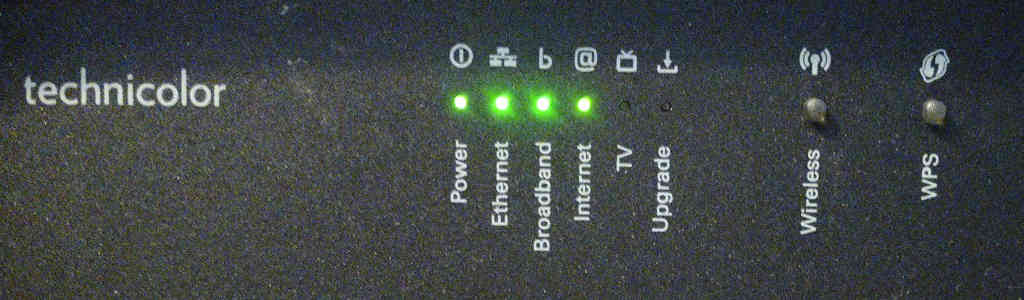 technicolor
Power
Ethernet
Broadband
Internet
TV
Upgrade
Wireless
WPS